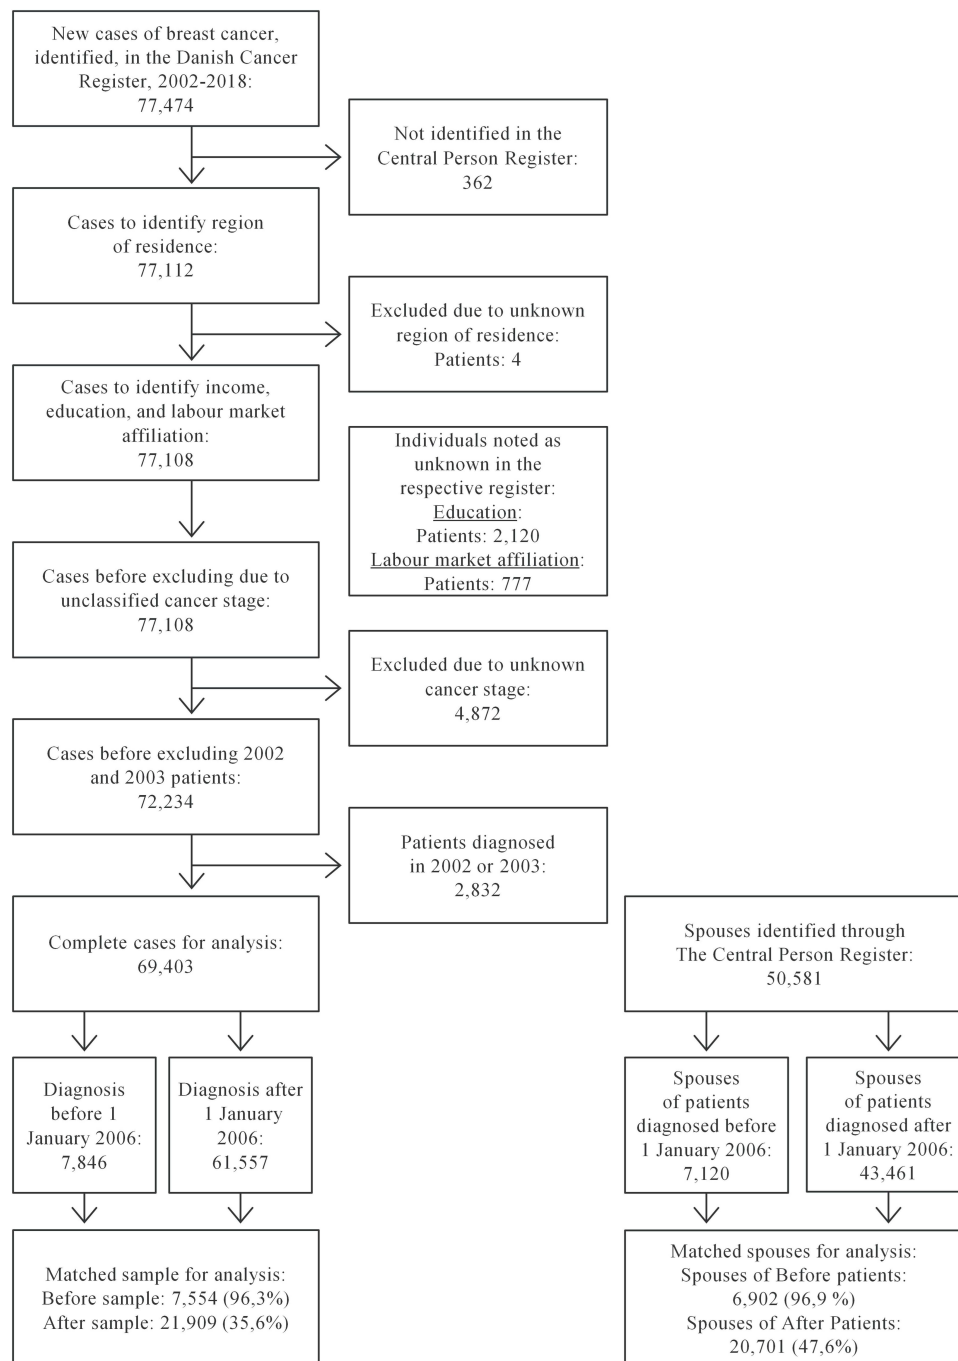 New cases of breast cancer,
identified, in the Danish Cancer
Register, 2002-2018:
77,474
Not identified in the
Central Person Register:
362
Cases to identify region
of residence:
77,112
Excluded due to unknown
region of residence:
Patients: 4
Cases to identify income,
education, and labour market
affiliation:
77,108
Individuals noted as
unknown in the
respective register:
Education:
Patients: 2,120
Labour market affiliation:
Patients: 777
Cases before excluding due to
unclassified cancer stage:
77,108
Excluded due to unknown
cancer stage:
4,872
Cases before excluding 2002
and 2003 patients:
72,234
Patients diagnosed
in 2002 or 2003:
2,832
Complete cases for analysis:
69,403
Spouses identified through
The Central Person Register:
50,581
Diagnosis
before 1
January 2006:
7,846
Diagnosis after
1 January
2006:
61,557
Spouses
of patients
diagnosed before
1 January 2006:
7,120
Spouses
of patients
diagnosed after
1 January 2006:
43,461
Matched sample for analysis:
Before sample: 7,554 (96,3%)
After sample: 21,909 (35,6%)
Matched spouses for analysis:
Spouses of Before patients:
6,902 (96,9 %)
Spouses of After Patients:
20,701 (47,6%)